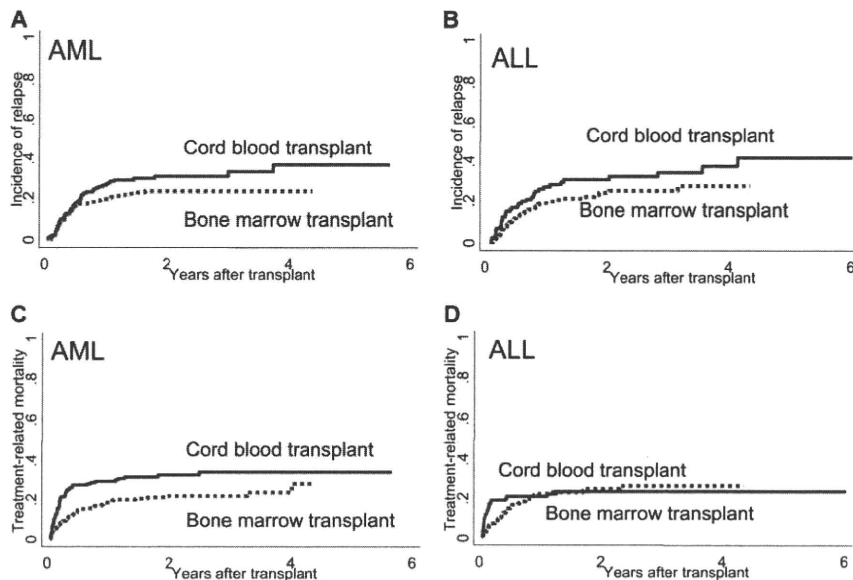 A
AML
Incidence of relapse
0 .2 .4 .6 .8 1
Cord blood transplant
Bone marrow transplant
0 2 4 6
Years after transplant
B
ALL
Incidence of relapse
0 .2 .4 .6 .8 1
Cord blood transplant
Bone marrow transplant
0 2 4 6
Years after transplant
C
AML
Treatment-related mortality
0 .2 .4 .6 .8 1
Cord blood transplant
Bone marrow transplant
0 2 4 6
Years after transplant
D
ALL
Treatment-related mortality
0 .2 .4 .6 .8 1
Cord blood transplant
Bone marrow transplant
0 2 4 6
Years after transplant